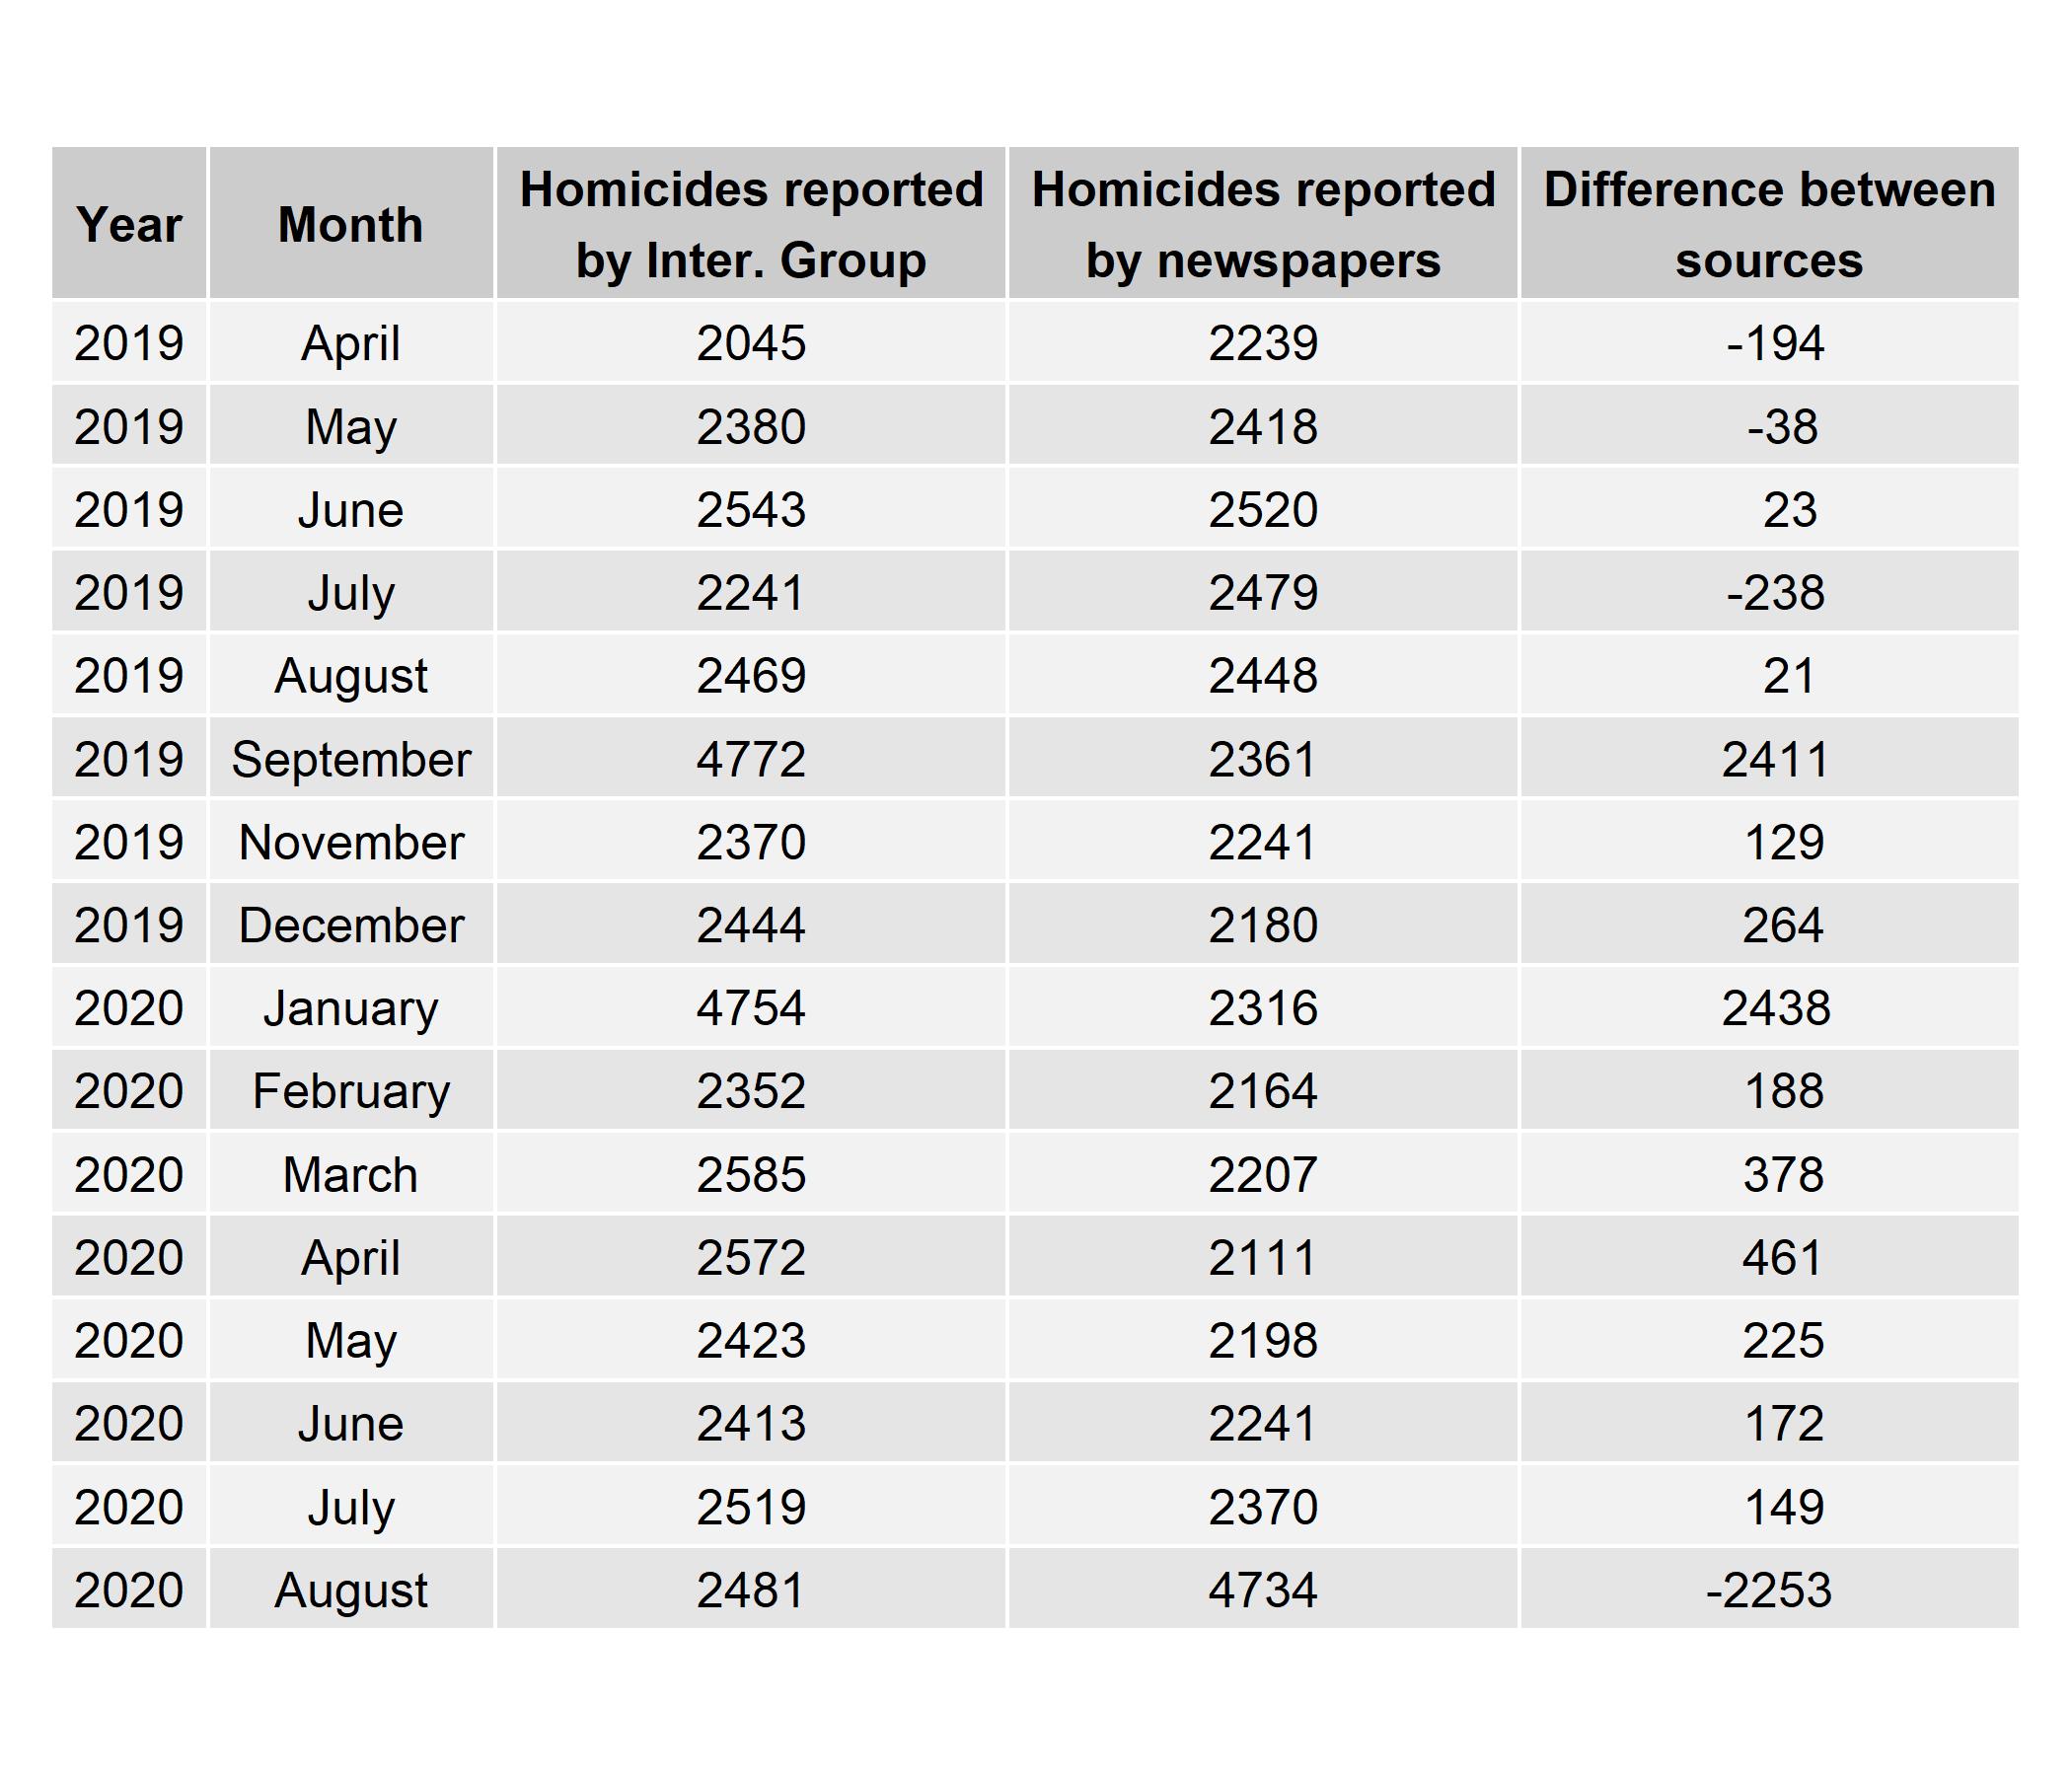 Year Month Homicides reported by Inter. Group Homicides reported by newspapers Difference between sources
2019 April 2045 2239 -194
2019 May 2380 2418 -38
2019 June 2543 2520 23
2019 July 2241 2479 -238
2019 August 2469 2448 21
2019 September 4772 2361 2411
2019 November 2370 2241 129
2019 December 2444 2180 264
2020 January 4754 2316 2438
2020 February 2352 2164 188
2020 March 2585 2207 378
2020 April 2572 2111 461
2020 May 2423 2198 225
2020 June 2413 2241 172
2020 July 2519 2370 149
2020 August 2481 4734 -2253